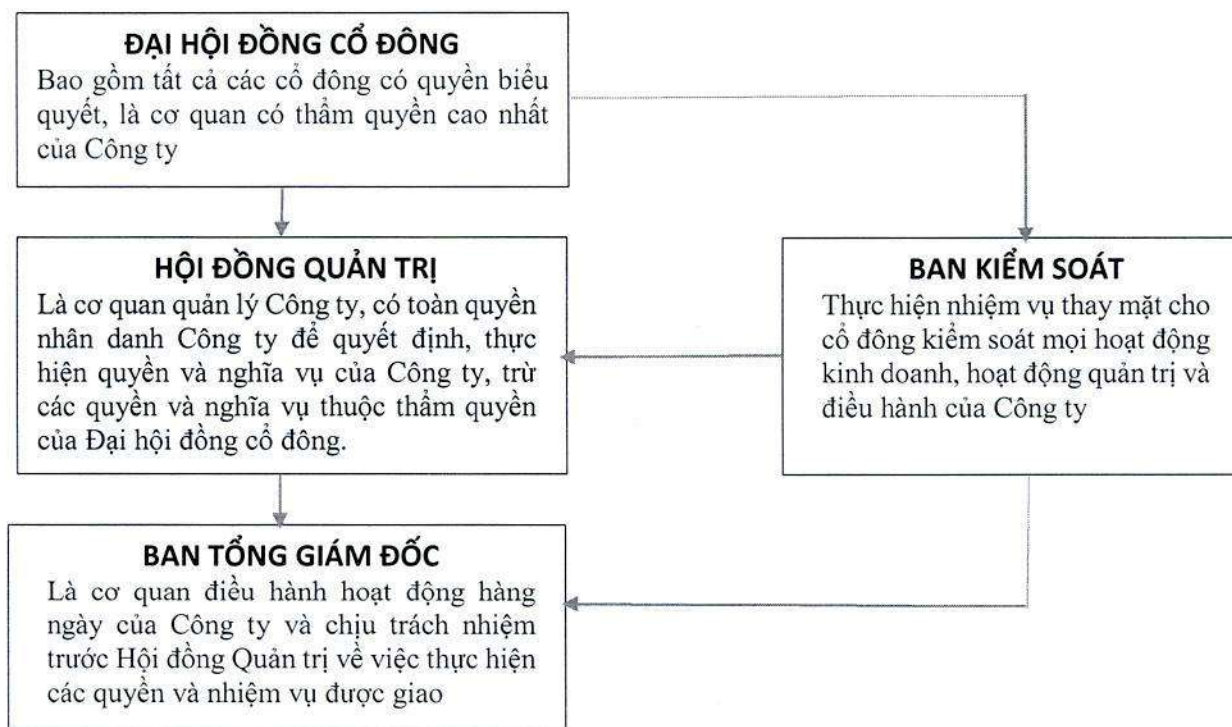 ĐẠI HỘI ĐỒNG CỔ ĐÔNG
Bao gồm tất cả các cổ đông có quyền biểu
quyết, là cơ quan có thẩm quyền cao nhất
của Công ty
HỘI ĐỒNG QUẢN TRỊ
Là cơ quan quản lý Công ty, có toàn quyền
nhân danh Công ty để quyết định, thực
hiện quyền và nghĩa vụ của Công ty, trừ
các quyền và nghĩa vụ thuộc thẩm quyền
của Đại hội đồng cổ đông.
BAN KIỂM SOÁT
Thực hiện nhiệm vụ thay mặt cho
cổ đông kiểm soát mọi hoạt động
kinh doanh, hoạt động quản trị và
điều hành của Công ty
BAN TỔNG GIÁM ĐỐC
Là cơ quan điều hành hoạt động hàng
ngày của Công ty và chịu trách nhiệm
trước Hội đồng Quản trị về việc thực hiện
các quyền và nhiệm vụ được giao